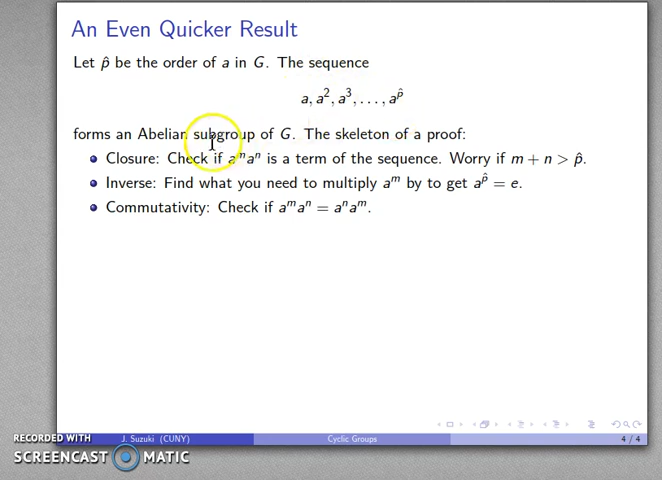 An Even Quicker Result
Let p̂ be the order of a in G. The sequence
a, a², a³, . . . , a^p̂
forms an Abelian subgroup of G. The skeleton of a proof:
Closure: Check if aᵐaⁿ is a term of the sequence. Worry if m + n > p̂.
Inverse: Find what you need to multiply aᵐ by to get a^p̂ = e.
Commutativity: Check if aᵐaⁿ = aⁿaᵐ.
J. Suzuki (CUNY) Cyclic Groups 4 / 4
RECORDED WITH
SCREENCAST MATIC